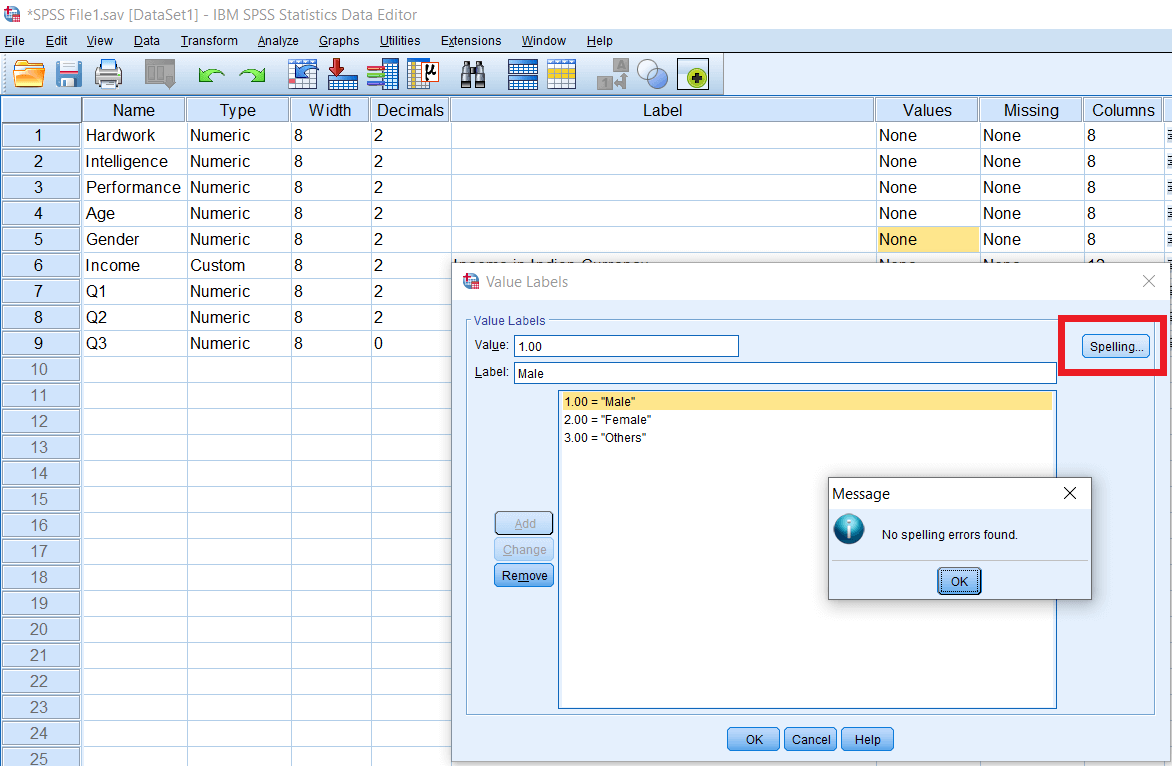 *SPSS File1.sav [DataSet1] - IBM SPSS Statistics Data Editor
File Edit View Data Transform Analyze Graphs Utilities Extensions Window Help
Name Type Width Decimals Label Values Missing Columns
1 Hardwork Numeric 8 2 None None 8
2 Intelligence Numeric 8 2 None None 8
3 Performance Numeric 8 2 None None 8
4 Age Numeric 8 2 None None 8
5 Gender Numeric 8 2 None None 8
6 Income Custom 8 2 Income in Indian Currency None None 12
7 Q1 Numeric 8 2
8 Q2 Numeric 8 2
9 Q3 Numeric 8 0
10
11
12
13
14
15
16
17
18
19
20
21
22
23
24
25
Value Labels
Value Labels
Value: 1.00 Spelling...
Label: Male
1.00 = "Male"
2.00 = "Female"
3.00 = "Others"
Add
Change
Remove
Message
No spelling errors found.
OK
OK Cancel Help